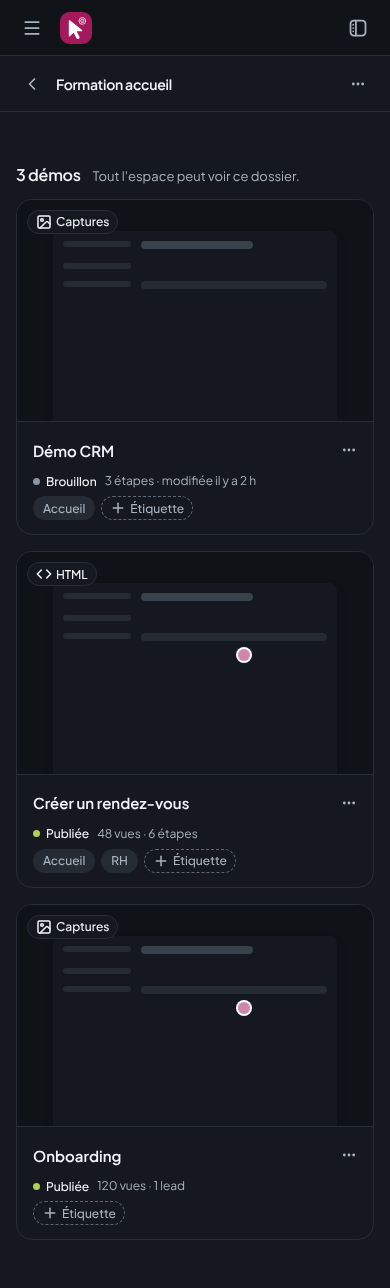 Formation accueil
3 démos Tout l'espace peut voir ce dossier.
Captures
Démo CRM
Brouillon 3 étapes · modifiée il y a 2 h
Accueil + Étiquette
HTML
Créer un rendez-vous
Publiée 48 vues · 6 étapes
Accueil RH + Étiquette
Captures
Onboarding
Publiée 120 vues · 1 lead
+ Étiquette